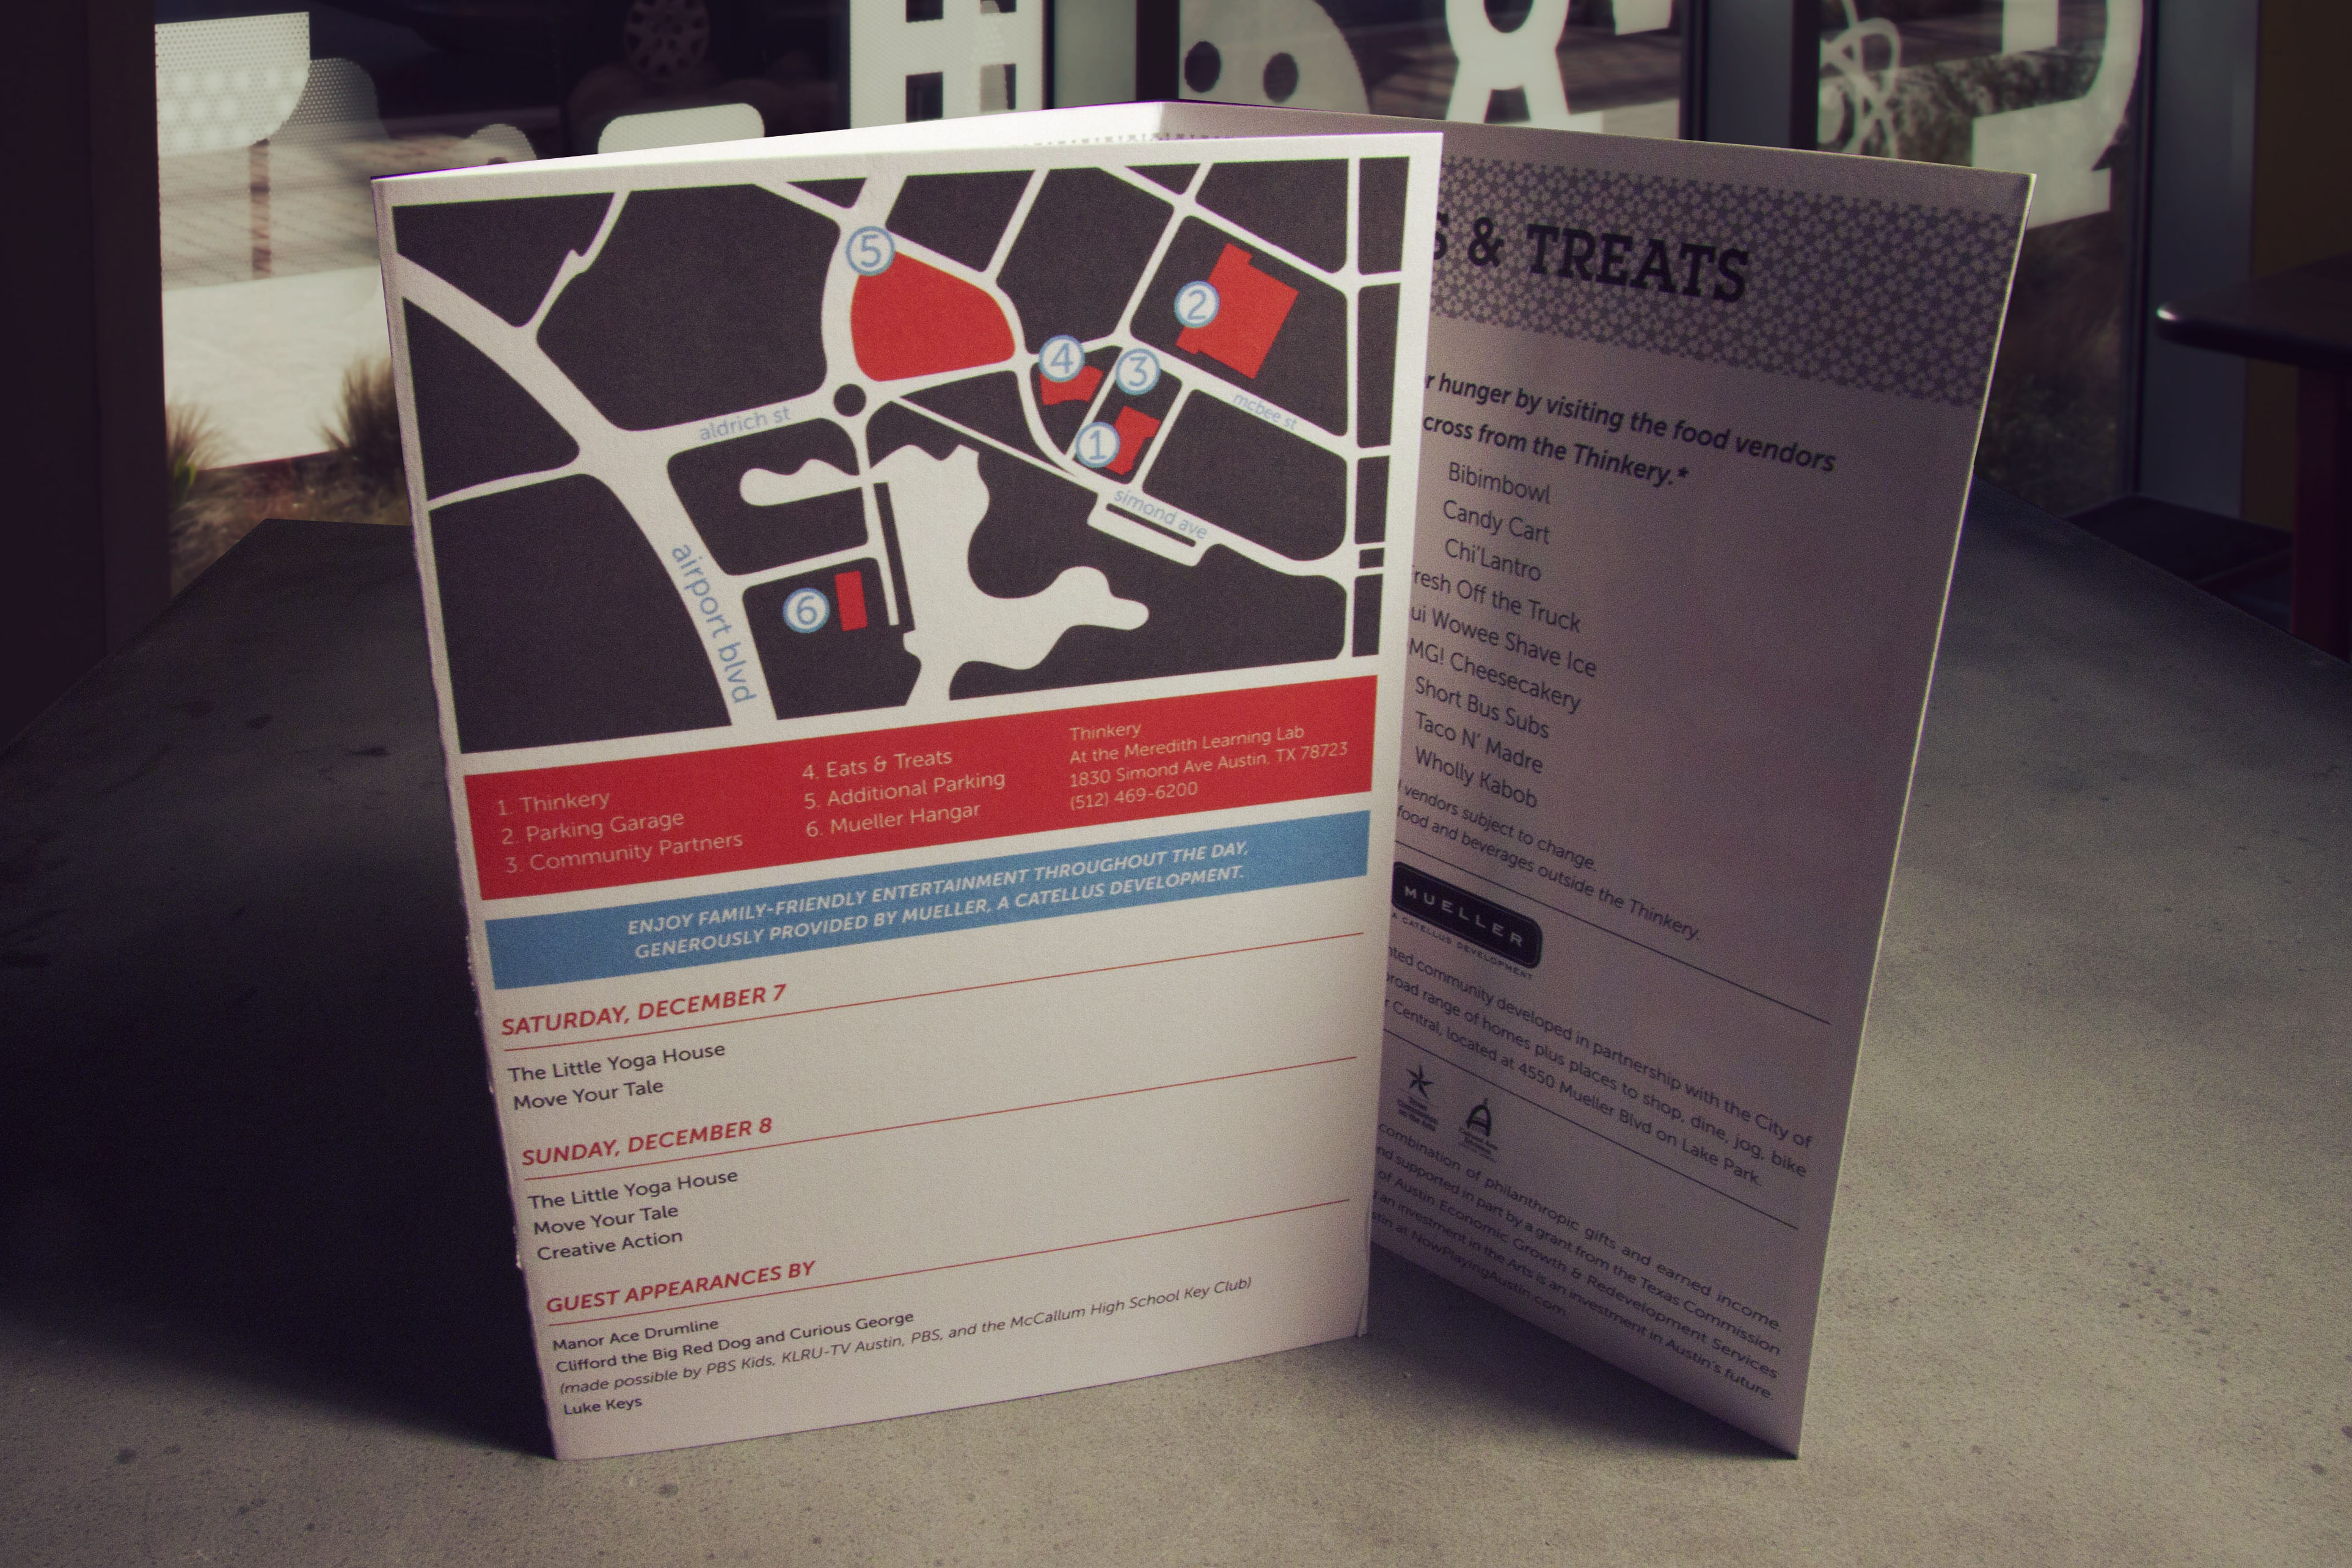 5
2
4
3
1
6
aldrich st
mcbee st
simond ave
airport blvd
1. Thinkery
2. Parking Garage
3. Community Partners
4. Eats & Treats
5. Additional Parking
6. Mueller Hangar
Thinkery
At the Meredith Learning Lab
1830 Simond Ave Austin, TX 78723
(512) 469-6200
ENJOY FAMILY-FRIENDLY ENTERTAINMENT THROUGHOUT THE DAY,
GENEROUSLY PROVIDED BY MUELLER, A CATELLUS DEVELOPMENT.
SATURDAY, DECEMBER 7
The Little Yoga House
Move Your Tale
SUNDAY, DECEMBER 8
The Little Yoga House
Move Your Tale
Creative Action
GUEST APPEARANCES BY
Manor Ace Drumline
Clifford the Big Red Dog and Curious George
(made possible by PBS Kids, KLRU-TV Austin, PBS, and the McCallum High School Key Club)
Luke Keys
S & TREATS
r hunger by visiting the food vendors
cross from the Thinkery.*
Bibimbowl
Candy Cart
Chi'Lantro
resh Off the Truck
ui Wowee Shave Ice
MG! Cheesecakery
Short Bus Subs
Taco N' Madre
Wholly Kabob
vendors subject to change.
food and beverages outside the Thinkery.
MUELLER
A CATELLUS DEVELOPMENT
nted community developed in partnership with the City of
road range of homes plus places to shop, dine, jog, bike
r Central, located at 4550 Mueller Blvd on Lake Park.
combination of philanthropic gifts and earned income.
nd supported in part by a grant from the Texas Commission
of Austin Economic Growth & Redevelopment Services
an investment in the Arts is an investment in Austin's future.
stin at NowPlayingAustin.com